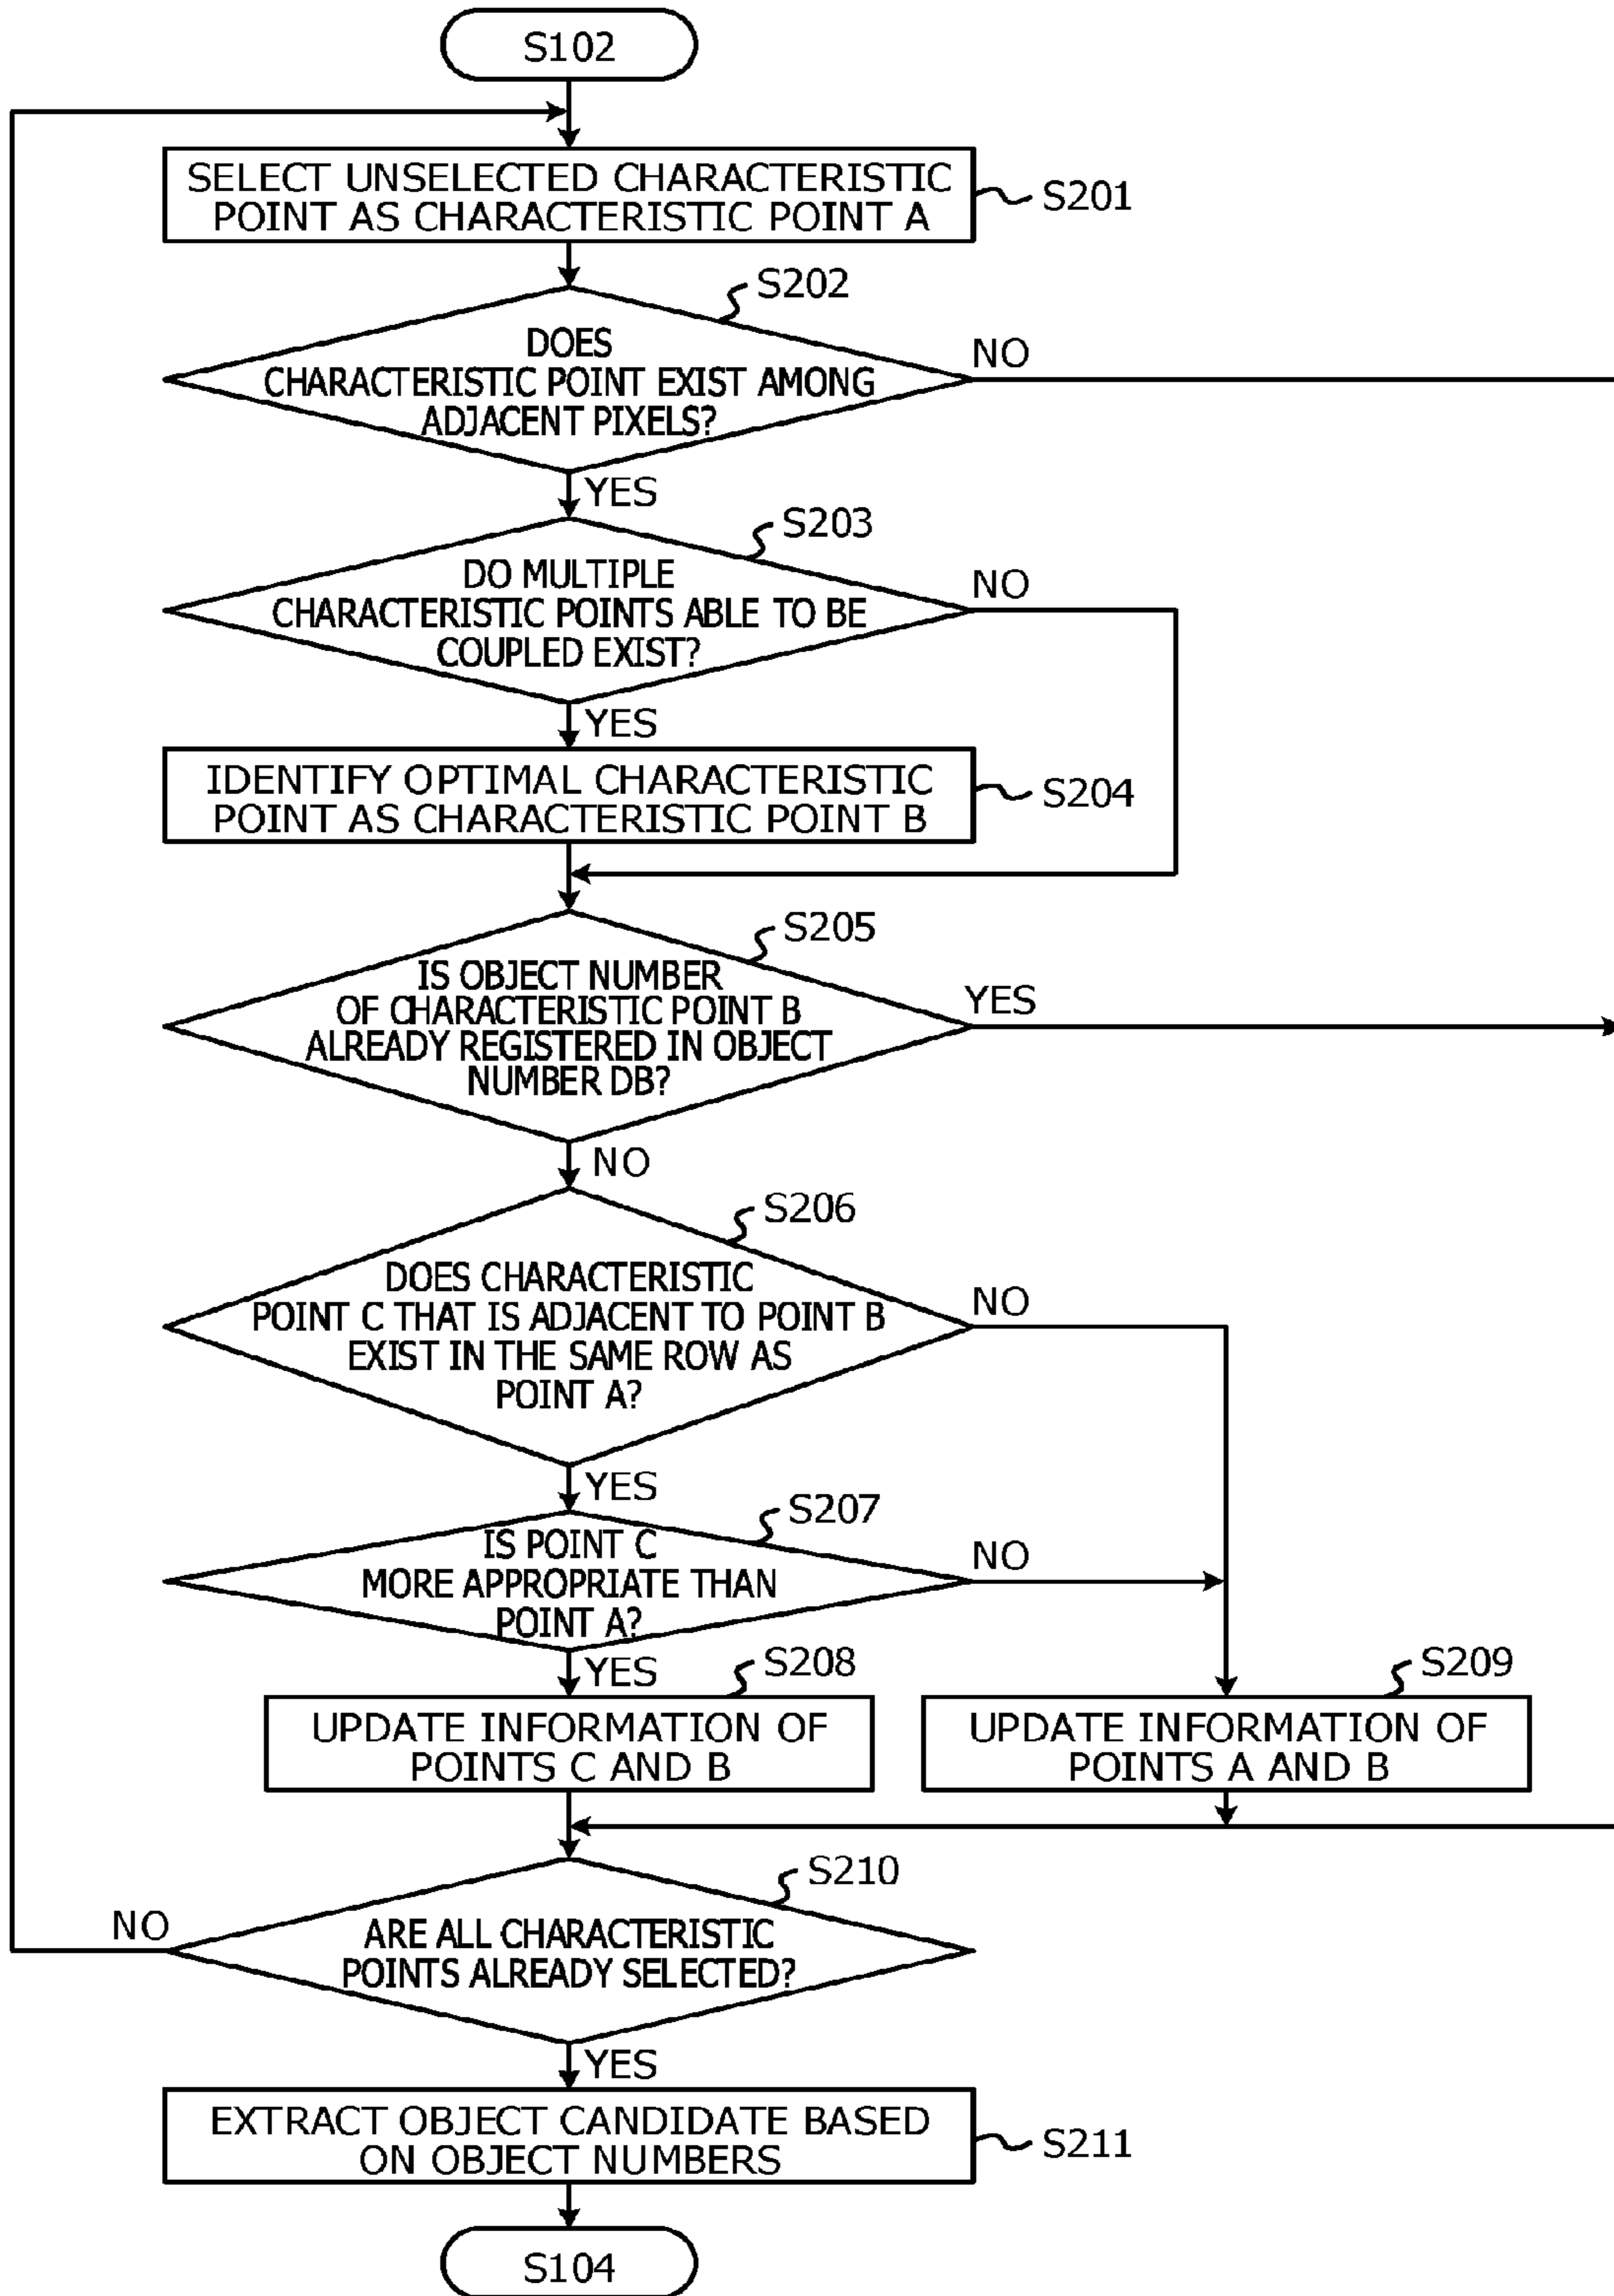 S102
SELECT UNSELECTED CHARACTERISTIC
POINT AS CHARACTERISTIC POINT A
S201
S202
DOES
CHARACTERISTIC POINT EXIST AMONG
ADJACENT PIXELS?
NO
YES
S203
DO MULTIPLE
CHARACTERISTIC POINTS ABLE TO BE
COUPLED EXIST?
NO
YES
IDENTIFY OPTIMAL CHARACTERISTIC
POINT AS CHARACTERISTIC POINT B
S204
S205
IS OBJECT NUMBER
OF CHARACTERISTIC POINT B
ALREADY REGISTERED IN OBJECT
NUMBER DB?
YES
NO
S206
DOES CHARACTERISTIC
POINT C THAT IS ADJACENT TO POINT B
EXIST IN THE SAME ROW AS
POINT A?
NO
YES
S207
IS POINT C
MORE APPROPRIATE THAN
POINT A?
NO
YES
S208
UPDATE INFORMATION OF
POINTS C AND B
S209
UPDATE INFORMATION OF
POINTS A AND B
S210
ARE ALL CHARACTERISTIC
POINTS ALREADY SELECTED?
NO
YES
EXTRACT OBJECT CANDIDATE BASED
ON OBJECT NUMBERS
S211
S104